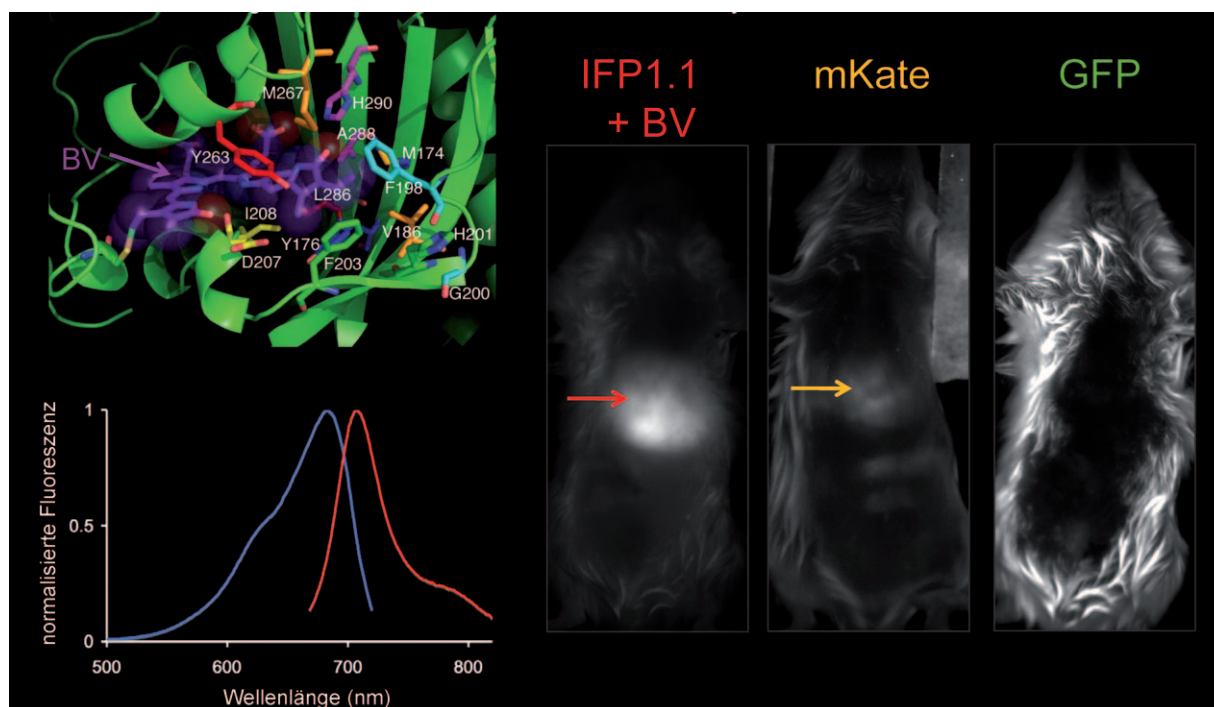 M267
H290
A288
BV
Y263
M174
F198
L286
I208
V186
H201
Y176
D207
F203
G200
IFP1.1
+ BV
mKate
GFP
normalisierte Fluoreszenz
1
0.5
0
500
600
700
800
Wellenlänge (nm)